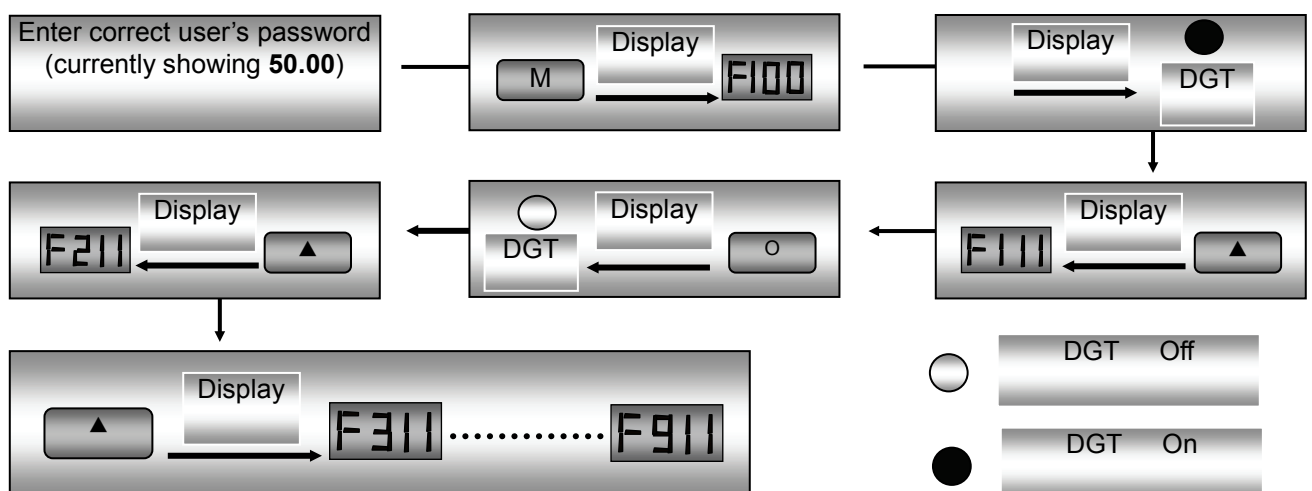 Enter correct user's password
(currently showing 50.00)
M
Display
F100
Display
DGT
F111
Display
▲
DGT
Display
O
F211
Display
▲
▲
Display
F311 ............. F911
DGT Off
DGT On